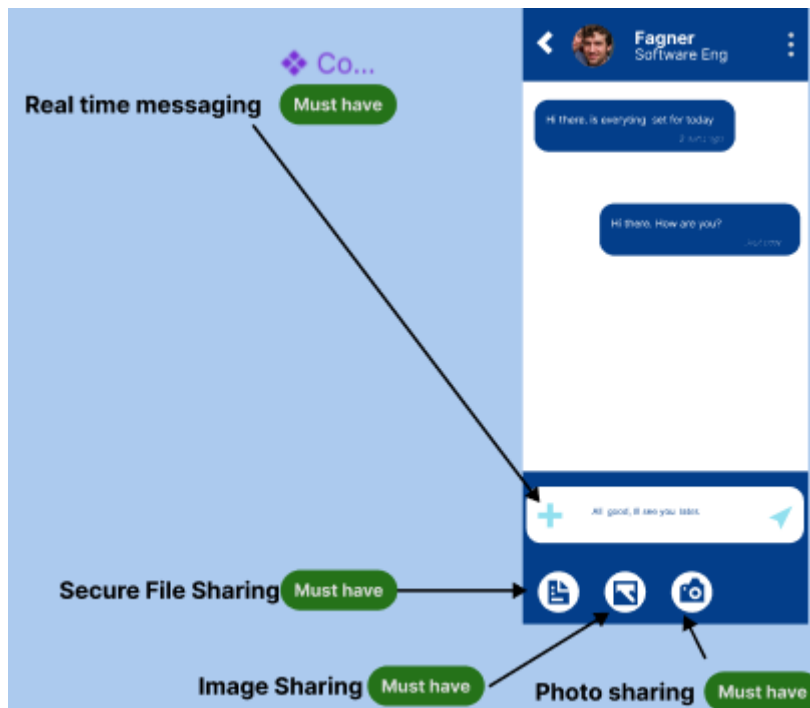 Co...
Real time messaging
Must have
Fagner
Software Eng
Hi there, is everyting set for today
Hi there. How are you?
All good, ill see you later.
Secure File Sharing
Must have
Image Sharing
Must have
Photo sharing
Must have